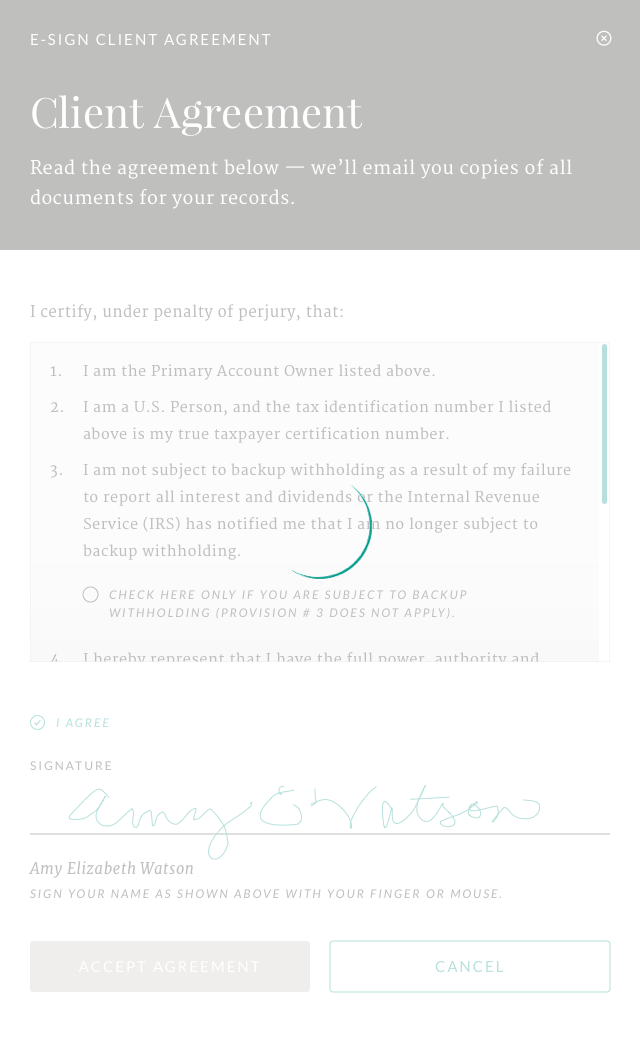 E-SIGN CLIENT AGREEMENT
Client Agreement
Read the agreement below — we’ll email you copies of all
documents for your records.
I certify, under penalty of perjury, that:
1. I am the Primary Account Owner listed above.
2. I am a U.S. Person, and the tax identification number I listed
above is my true taxpayer certification number.
3. I am not subject to backup withholding as a result of my failure
to report all interest and dividends or the Internal Revenue
Service (IRS) has notified me that I am no longer subject to
backup withholding.
CHECK HERE ONLY IF YOU ARE SUBJECT TO BACKUP
WITHHOLDING (PROVISION # 3 DOES NOT APPLY).
4. I hereby represent that I have the full power, authority and
I AGREE
SIGNATURE
Amy E Watson
Amy Elizabeth Watson
SIGN YOUR NAME AS SHOWN ABOVE WITH YOUR FINGER OR MOUSE.
ACCEPT AGREEMENT
CANCEL